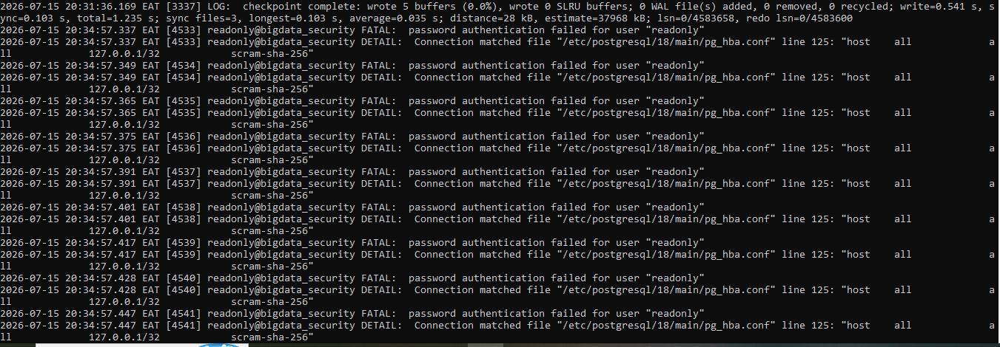 2026-07-15 20:31:36.169 EAT [3337] LOG:  checkpoint complete: wrote 5 buffers (0.0%), wrote 0 SLRU buffers; 0 WAL file(s) added, 0 removed, 0 recycled; write=0.541 s, s
ync=0.103 s, total=1.235 s; sync files=3, longest=0.103 s, average=0.035 s; distance=28 kB, estimate=37968 kB; lsn=0/4583658, redo lsn=0/4583600
2026-07-15 20:34:57.337 EAT [4533] readonly@bigdata_security FATAL:  password authentication failed for user "readonly"
2026-07-15 20:34:57.337 EAT [4533] readonly@bigdata_security DETAIL:  Connection matched file "/etc/postgresql/18/main/pg_hba.conf" line 125: "host    all             a
ll             127.0.0.1/32            scram-sha-256"
2026-07-15 20:34:57.349 EAT [4534] readonly@bigdata_security FATAL:  password authentication failed for user "readonly"
2026-07-15 20:34:57.349 EAT [4534] readonly@bigdata_security DETAIL:  Connection matched file "/etc/postgresql/18/main/pg_hba.conf" line 125: "host    all             a
ll             127.0.0.1/32            scram-sha-256"
2026-07-15 20:34:57.365 EAT [4535] readonly@bigdata_security FATAL:  password authentication failed for user "readonly"
2026-07-15 20:34:57.365 EAT [4535] readonly@bigdata_security DETAIL:  Connection matched file "/etc/postgresql/18/main/pg_hba.conf" line 125: "host    all             a
ll             127.0.0.1/32            scram-sha-256"
2026-07-15 20:34:57.375 EAT [4536] readonly@bigdata_security FATAL:  password authentication failed for user "readonly"
2026-07-15 20:34:57.375 EAT [4536] readonly@bigdata_security DETAIL:  Connection matched file "/etc/postgresql/18/main/pg_hba.conf" line 125: "host    all             a
ll             127.0.0.1/32            scram-sha-256"
2026-07-15 20:34:57.391 EAT [4537] readonly@bigdata_security FATAL:  password authentication failed for user "readonly"
2026-07-15 20:34:57.391 EAT [4537] readonly@bigdata_security DETAIL:  Connection matched file "/etc/postgresql/18/main/pg_hba.conf" line 125: "host    all             a
ll             127.0.0.1/32            scram-sha-256"
2026-07-15 20:34:57.401 EAT [4538] readonly@bigdata_security FATAL:  password authentication failed for user "readonly"
2026-07-15 20:34:57.401 EAT [4538] readonly@bigdata_security DETAIL:  Connection matched file "/etc/postgresql/18/main/pg_hba.conf" line 125: "host    all             a
ll             127.0.0.1/32            scram-sha-256"
2026-07-15 20:34:57.417 EAT [4539] readonly@bigdata_security FATAL:  password authentication failed for user "readonly"
2026-07-15 20:34:57.417 EAT [4539] readonly@bigdata_security DETAIL:  Connection matched file "/etc/postgresql/18/main/pg_hba.conf" line 125: "host    all             a
ll             127.0.0.1/32            scram-sha-256"
2026-07-15 20:34:57.428 EAT [4540] readonly@bigdata_security FATAL:  password authentication failed for user "readonly"
2026-07-15 20:34:57.428 EAT [4540] readonly@bigdata_security DETAIL:  Connection matched file "/etc/postgresql/18/main/pg_hba.conf" line 125: "host    all             a
ll             127.0.0.1/32            scram-sha-256"
2026-07-15 20:34:57.447 EAT [4541] readonly@bigdata_security FATAL:  password authentication failed for user "readonly"
2026-07-15 20:34:57.447 EAT [4541] readonly@bigdata_security DETAIL:  Connection matched file "/etc/postgresql/18/main/pg_hba.conf" line 125: "host    all             a
ll             127.0.0.1/32            scram-sha-256"